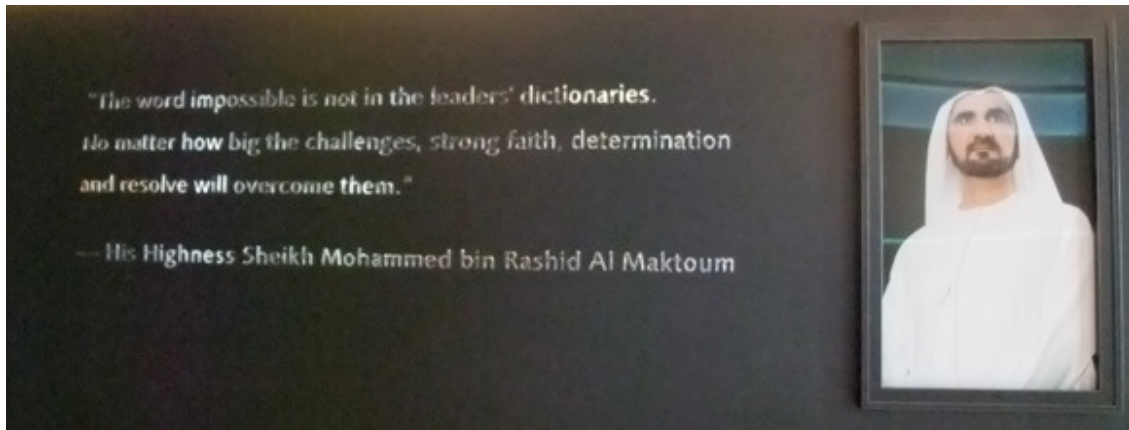 "The word impossible is not in the leaders' dictionaries.
No matter how big the challenges, strong faith, determination
and resolve will overcome them."
— His Highness Sheikh Mohammed bin Rashid Al Maktoum